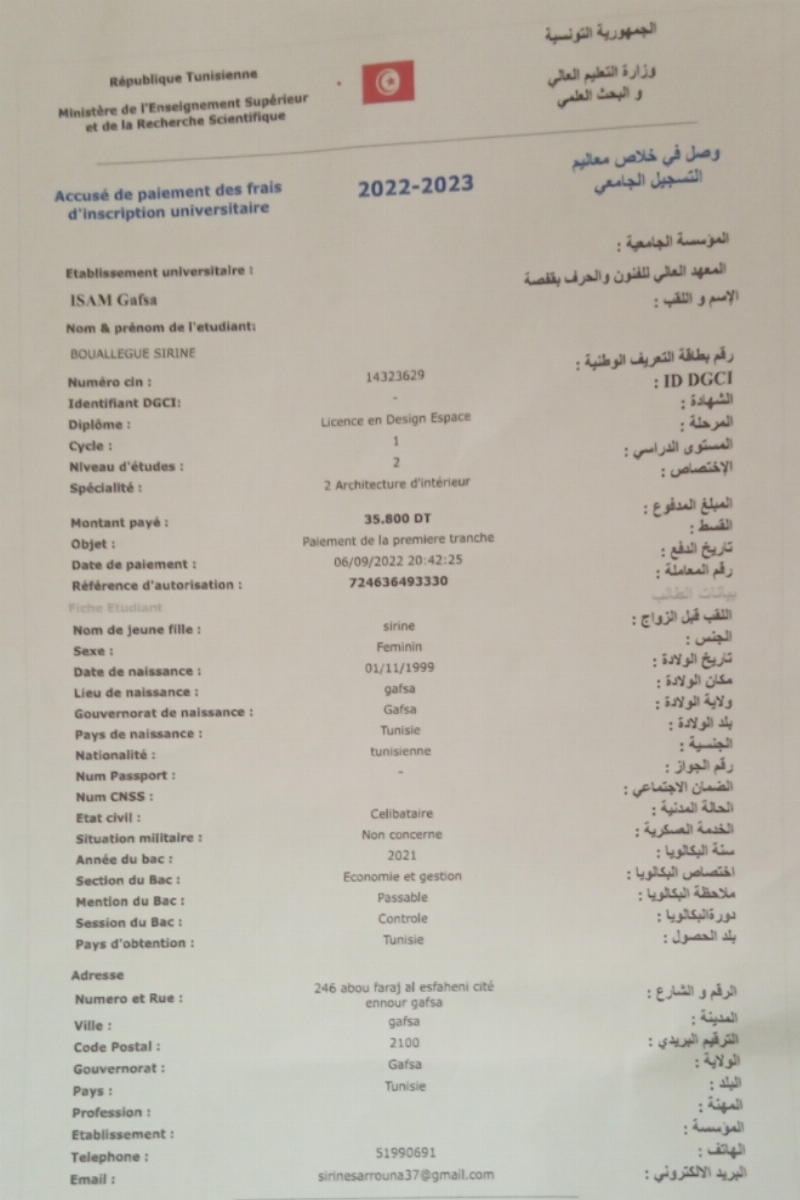 الجمهورية التونسية
République Tunisienne
وزارة التعليم العالي
و البحث العلمي
Ministère de l'Enseignement Supérieur
et de la Recherche Scientifique
وصل في خلاص معاليم
التسجيل الجامعي
Accusé de paiement des frais
d'inscription universitaire
2022-2023
المؤسسة الجامعية :
Etablissement universitaire :
المعهد العالي للفنون والحرف بقفصة
ISAM Gafsa
الإسم و اللقب :
Nom & prénom de l'etudiant:
BOUALLEGUE SIRINE
رقم بطاقة التعريف الوطنية :
Numéro cin : 14323629
ID DGCI :
Identifiant DGCI: -
الشهادة :
Diplôme : Licence en Design Espace
المرحلة :
Cycle : 1
المستوى الدراسي :
Niveau d'études : 2
الإختصاص :
Spécialité : 2 Architecture d'intérieur
المبلغ المدفوع :
Montant payé : 35.800 DT
القسط :
Objet : Paiement de la premiere tranche
تاريخ الدفع :
Date de paiement : 06/09/2022 20:42:25
رقم المعاملة :
Référence d'autorisation : 724636493330
بيانات الطالب
Fiche Etudiant
اللقب قبل الزواج :
Nom de jeune fille : sirine
الجنس :
Sexe : Feminin
تاريخ الولادة :
Date de naissance : 01/11/1999
مكان الولادة :
Lieu de naissance : gafsa
ولاية الولادة :
Gouvernorat de naissance : Gafsa
بلد الولادة :
Pays de naissance : Tunisie
الجنسية :
Nationalité : tunisienne
رقم الجواز :
Num Passport : -
الضمان الاجتماعي :
Num CNSS :
الحالة المدنية :
Etat civil : Celibataire
الخدمة العسكرية :
Situation militaire : Non concerne
سنة البكالوريا :
Année du bac : 2021
اختصاص البكالوريا :
Section du Bac : Economie et gestion
ملاحظة البكالوريا :
Mention du Bac : Passable
دورةالبكالوريا :
Session du Bac : Controle
بلد الحصول :
Pays d'obtention : Tunisie
Adresse
الرقم و الشارع :
Numero et Rue : 246 abou faraj al esfaheni cité
ennour gafsa
المدينة :
Ville : gafsa
الترقيم البريدي :
Code Postal : 2100
الولاية :
Gouvernorat : Gafsa
البلد :
Pays : Tunisie
المهنة :
Profession :
المؤسسة :
Etablissement :
الهاتف :
Telephone : 51990691
البريد الالكتروني :
Email : sirinesarrouna37@gmail.com